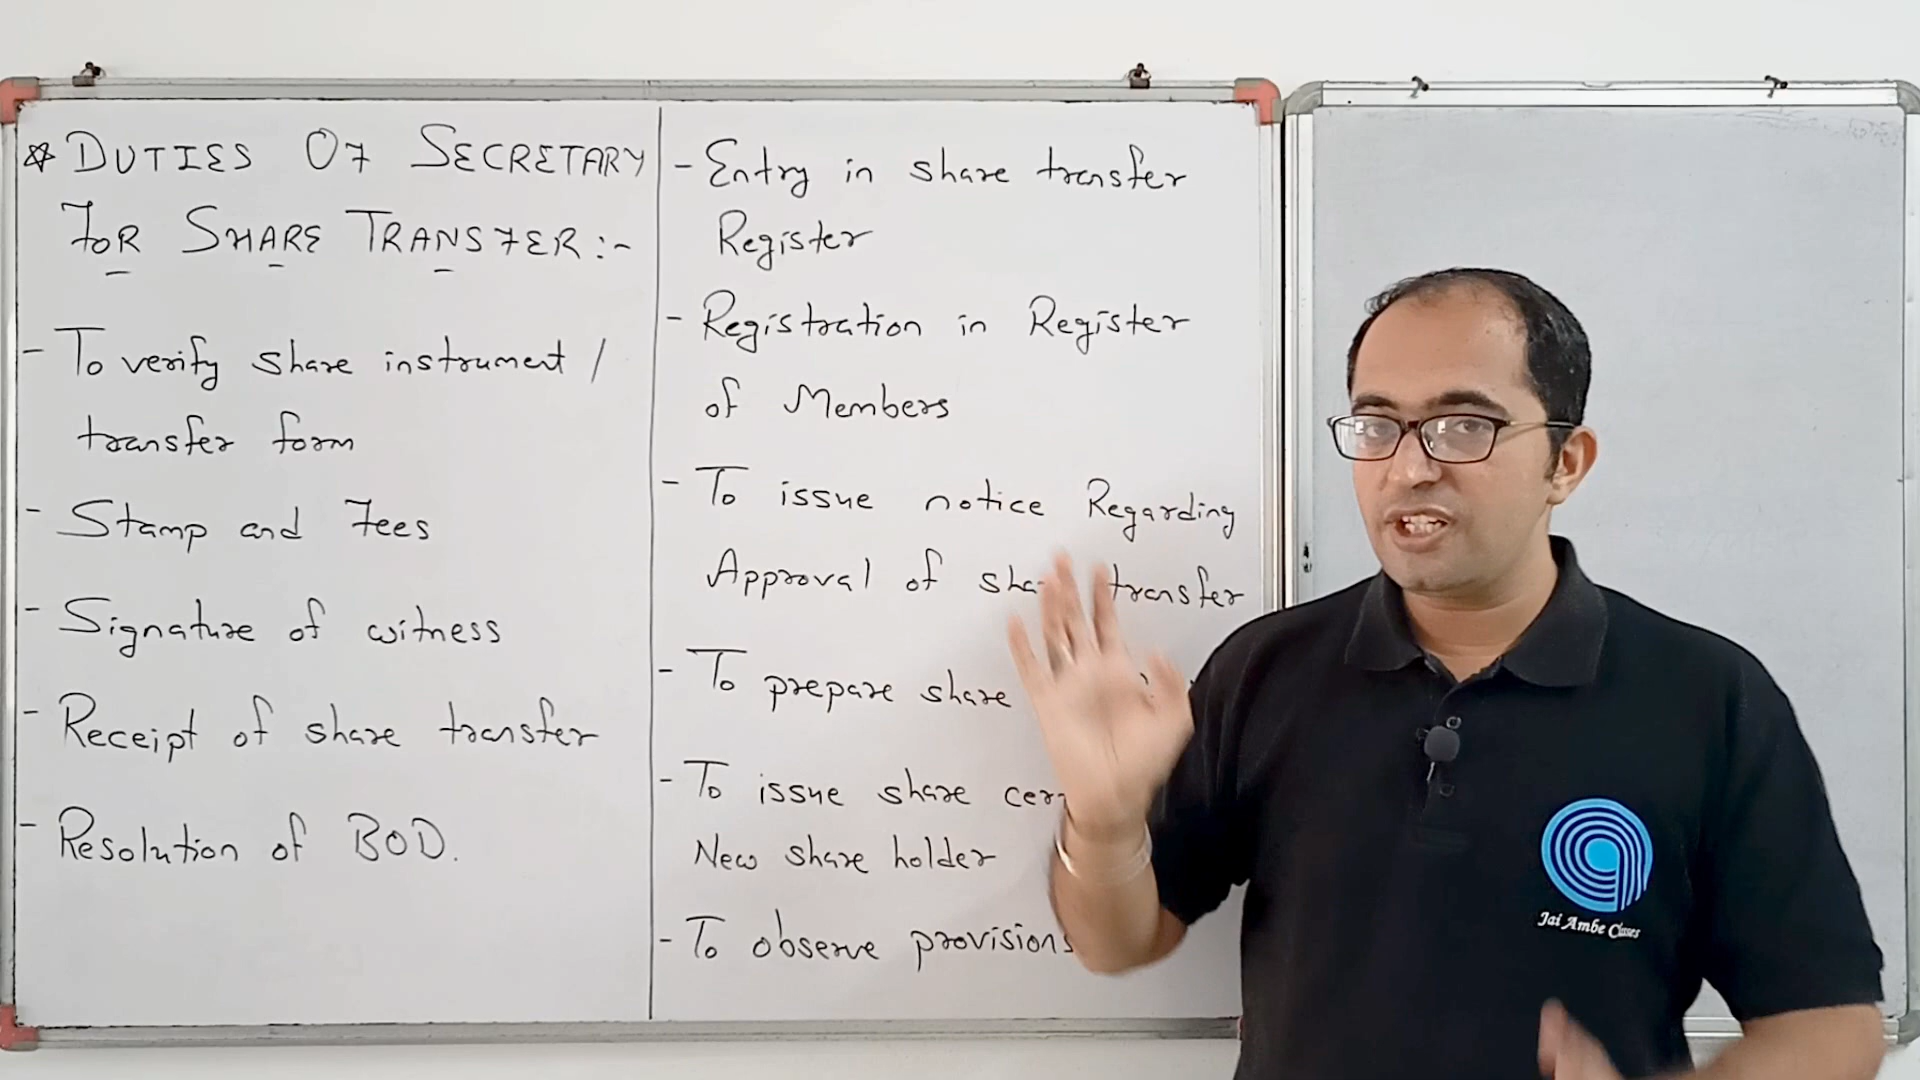 * DUTIES OF SECRETARY
FOR SHARE TRANSFER :-
- To verify share instrument /
transfer form
- Stamp and Fees
- Signature of witness
- Receipt of share transfer
- Resolution of BOD.
- Entry in share transfer
Register
- Registration in Register
of Members
- To issue notice Regarding
Approval of transfer
- To prepare share
- To issue share
New share holder
- To observe provisions
Jai Ambe Classes